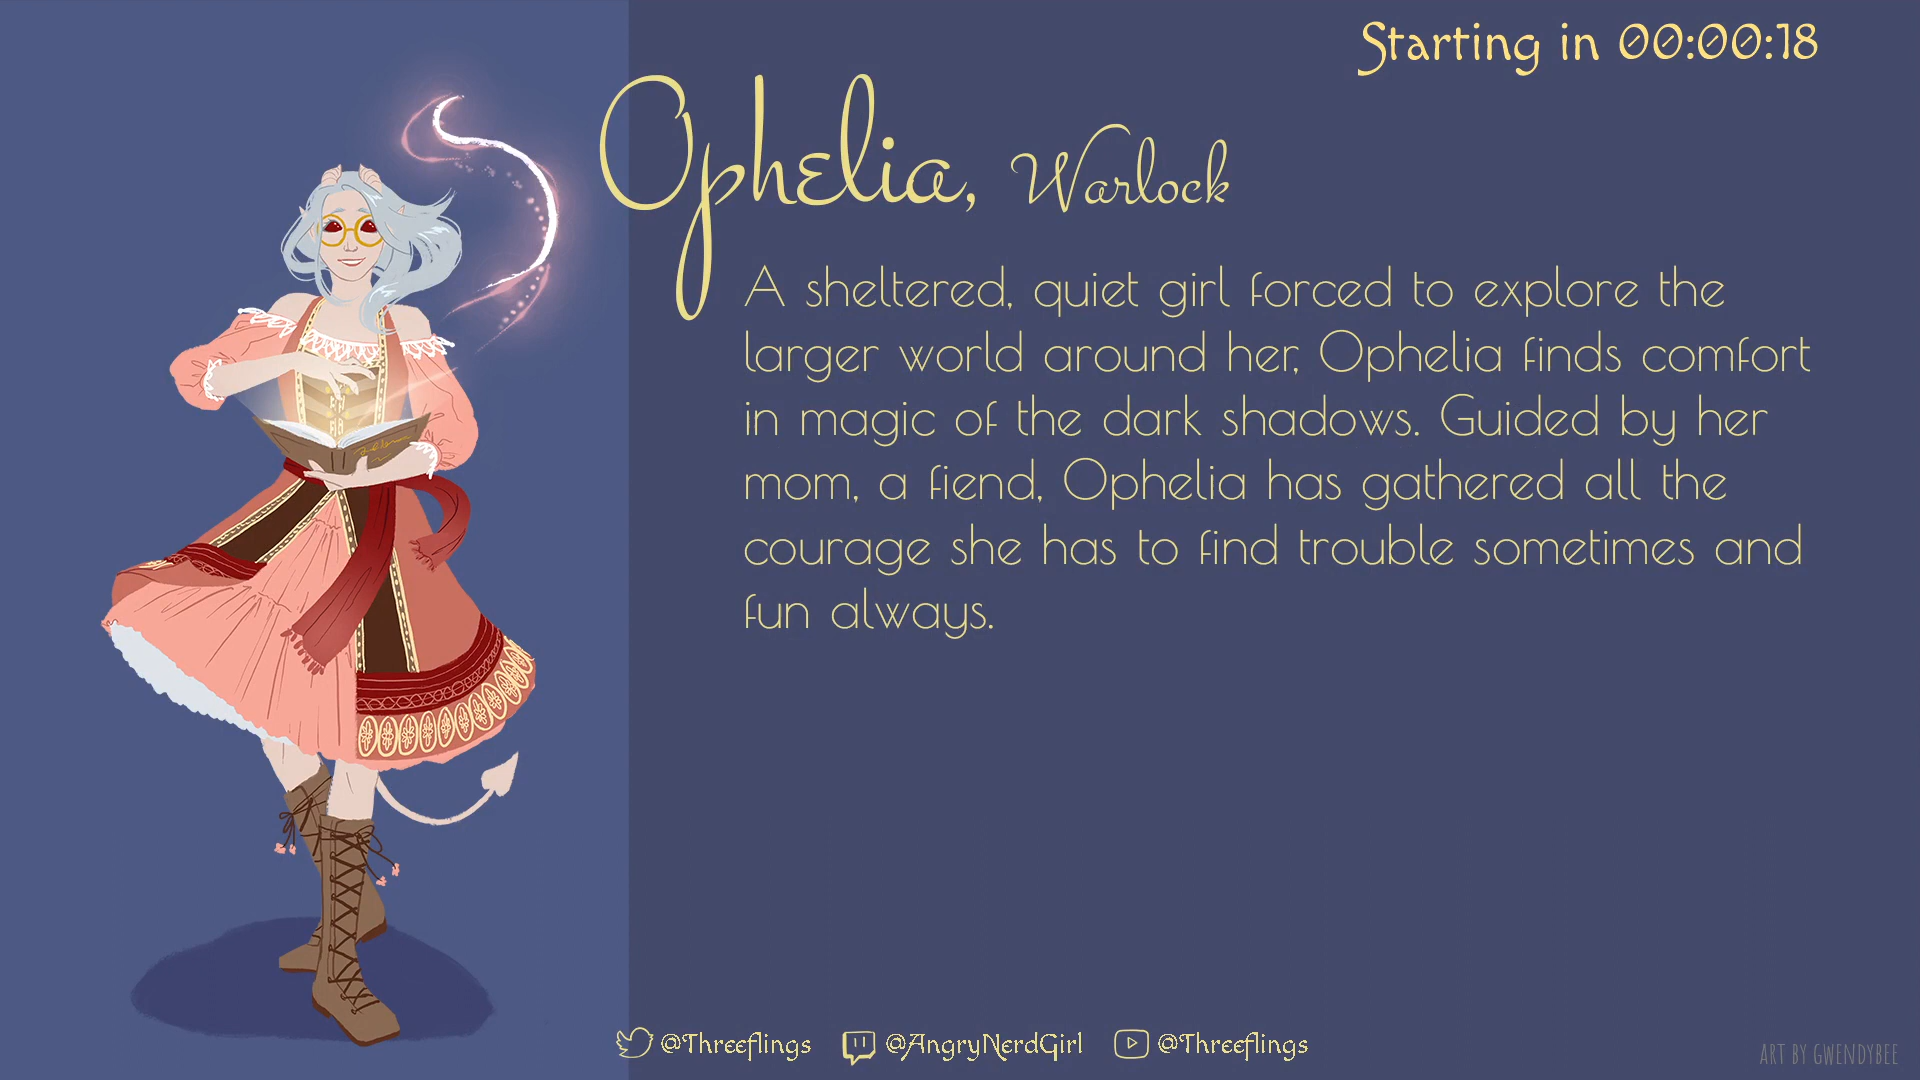 Starting in 00:00:18
Ophelia, Warlock
A sheltered, quiet girl forced to explore the
larger world around her, Ophelia finds comfort
in magic of the dark shadows. Guided by her
mom, a fiend, Ophelia has gathered all the
courage she has to find trouble sometimes and
fun always.
@Threeflings @AngryNerdGirl @Threeflings
ART BY GWENDYBEE